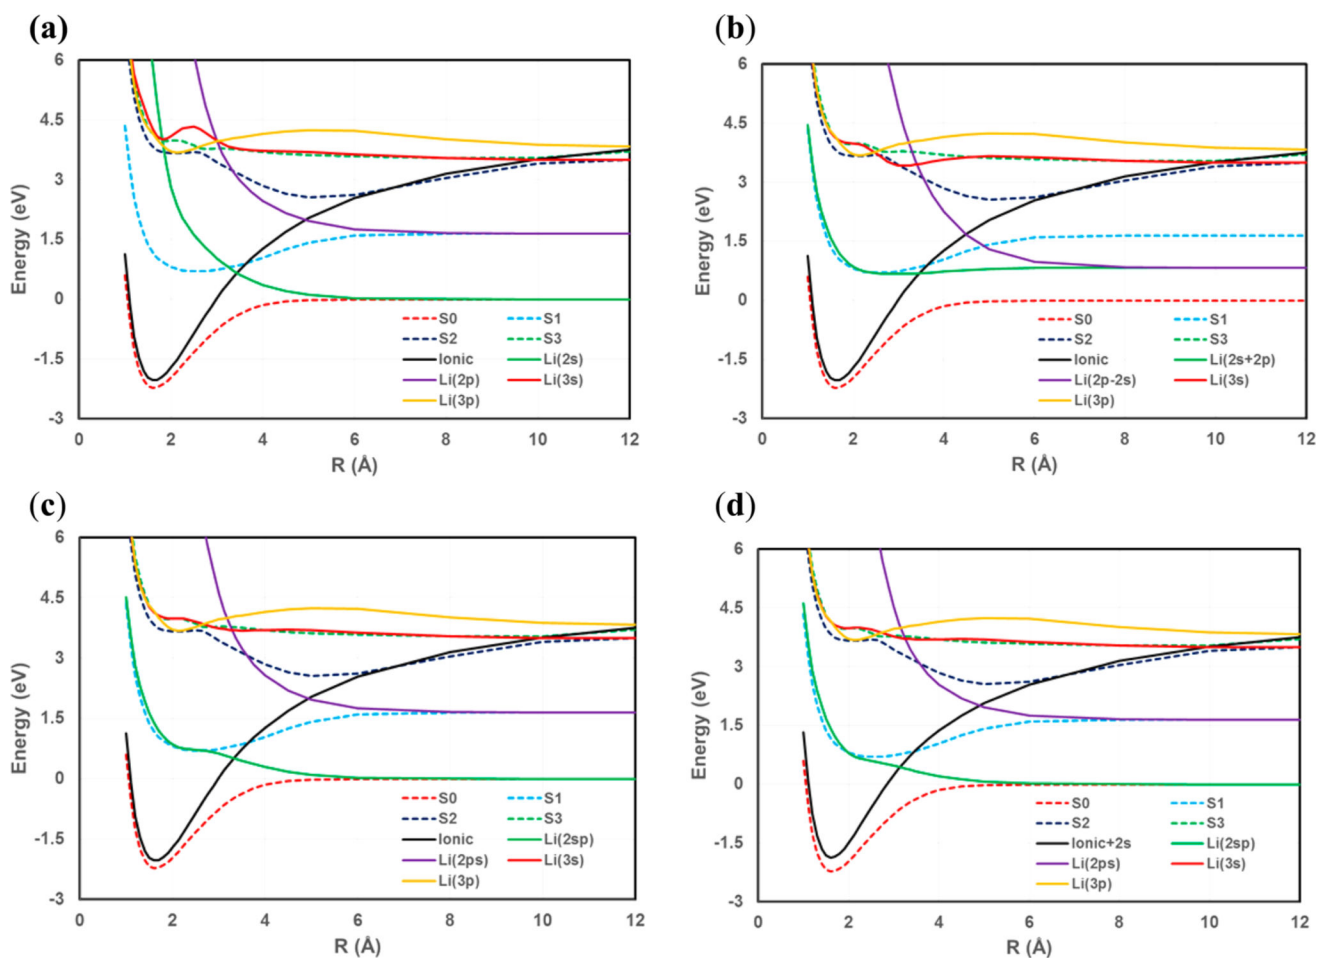 (a)
6
4.5
3
1.5
0
-1.5
-3
Energy (eV)
0 2 4 6 8 10 12
R (Å)
S0 S1
S2 S3
Ionic Li(2s)
Li(2p) Li(3s)
Li(3p)
(b)
6
4.5
3
1.5
0
-1.5
-3
Energy (eV)
0 2 4 6 8 10 12
R (Å)
S0 S1
S2 S3
Ionic Li(2s+2p)
Li(2p-2s) Li(3s)
Li(3p)
(c)
6
4.5
3
1.5
0
-1.5
-3
Energy (eV)
0 2 4 6 8 10 12
R (Å)
S0 S1
S2 S3
Ionic Li(2sp)
Li(2ps) Li(3s)
Li(3p)
(d)
6
4.5
3
1.5
0
-1.5
-3
Energy (eV)
0 2 4 6 8 10 12
R (Å)
S0 S1
S2 S3
Ionic+2s Li(2sp)
Li(2ps) Li(3s)
Li(3p)